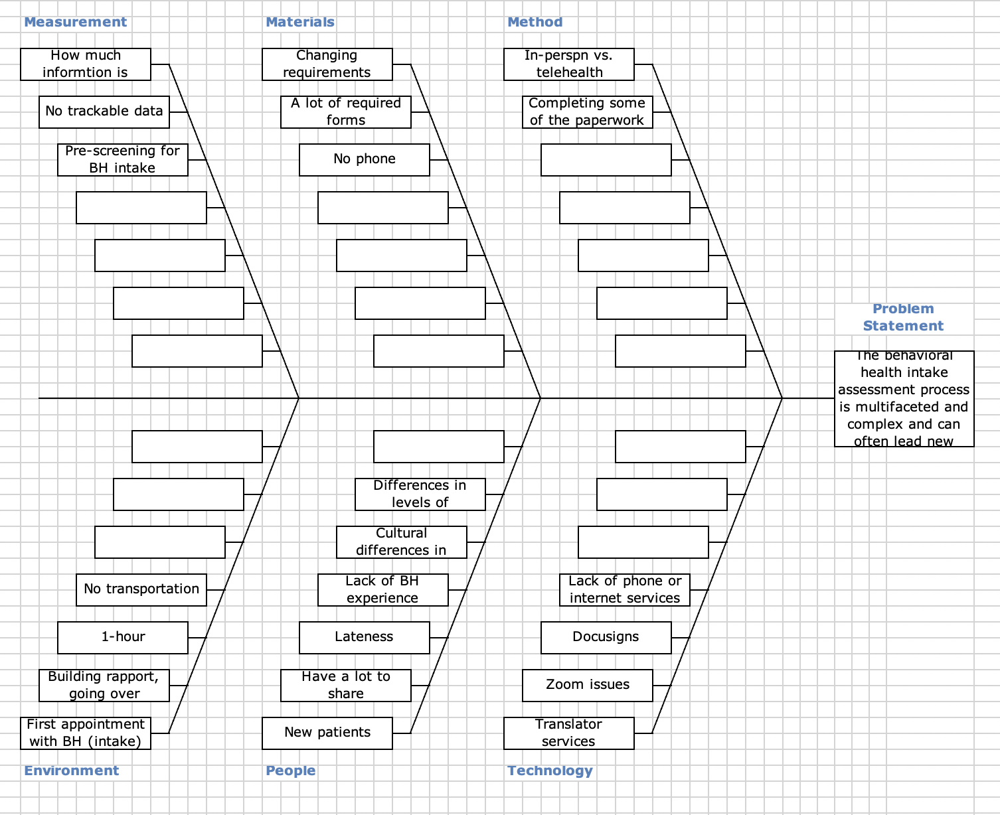 Measurement
Materials
Method
How much
informtion is
Changing
requirements
In-perspn vs.
telehealth
No trackable data
A lot of required
forms
Completing some
of the paperwork
Pre-screening for
BH intake
No phone
Problem
Statement
The behavioral
health intake
assessment process
is multifaceted and
complex and can
often lead new
Differences in
levels of
Cultural
differences in
No transportation
Lack of BH
experience
Lack of phone or
internet services
1-hour
Lateness
Docusigns
Building rapport,
going over
Have a lot to
share
Zoom issues
First appointment
with BH (intake)
New patients
Translator
services
Environment
People
Technology